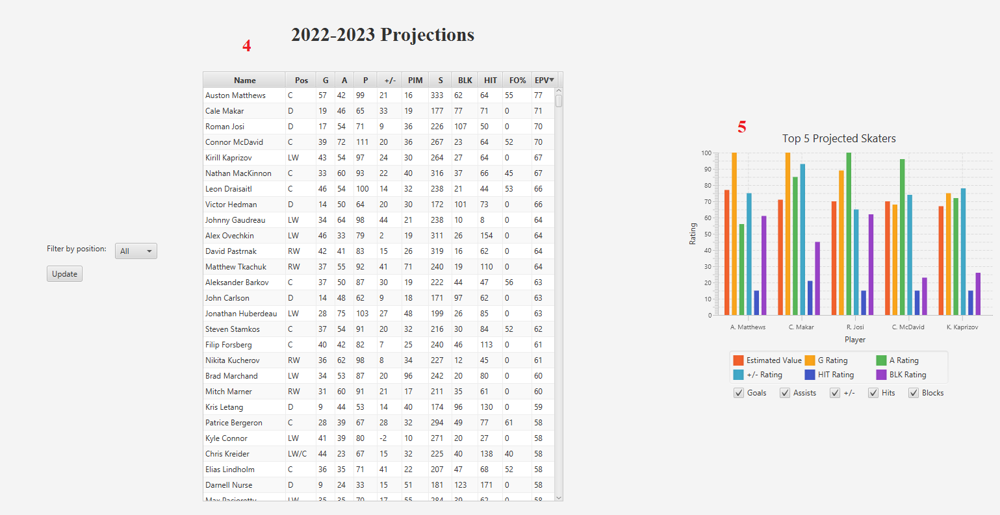 2022-2023 Projections
4
Name Pos G A P +/- PIM S BLK HIT FO% EPV
Auston Matthews C 57 42 99 21 16 333 62 64 55 77
Cale Makar D 19 46 65 33 19 177 77 71 0 71
Roman Josi D 17 54 71 9 36 226 107 50 0 70
Connor McDavid C 39 72 111 20 36 267 23 64 52 70
Kirill Kaprizov LW 43 54 97 24 30 264 27 64 0 67
Nathan MacKinnon C 33 60 93 22 40 316 37 66 45 67
Leon Draisaitl C 46 54 100 14 32 238 21 44 53 66
Victor Hedman D 14 50 64 20 30 172 101 73 0 66
Johnny Gaudreau LW 34 64 98 44 21 238 10 8 0 64
Alex Ovechkin LW 46 33 79 2 19 311 26 154 0 64
David Pastrnak RW 42 41 83 15 26 319 16 62 0 64
Matthew Tkachuk RW 37 55 92 41 71 240 19 110 0 64
Aleksander Barkov C 37 50 87 30 19 222 44 47 56 63
John Carlson D 14 48 62 9 18 171 97 62 0 63
Jonathan Huberdeau LW 28 75 103 27 48 199 26 85 0 63
Steven Stamkos C 37 54 91 20 32 216 30 84 52 62
Filip Forsberg C 40 42 82 7 25 240 46 113 0 61
Nikita Kucherov RW 36 62 98 8 34 227 12 45 0 61
Brad Marchand LW 34 53 87 20 96 242 20 80 0 60
Mitch Marner RW 31 60 91 21 17 211 35 61 0 60
Kris Letang D 9 44 53 14 40 174 96 130 0 59
Patrice Bergeron C 28 39 67 28 32 294 49 77 61 58
Kyle Connor LW 41 39 80 -2 10 271 20 27 0 58
Chris Kreider LW/C 44 23 67 15 32 225 40 138 40 58
Elias Lindholm C 36 35 71 41 22 207 47 68 52 58
Darnell Nurse D 9 24 33 15 51 181 123 171 0 58
Max Pacioretty LW 35 35 70 17 55 284 39 62 0 58
Filter by position: All
Update
5
Top 5 Projected Skaters
100
90
80
70
60
50
40
30
20
10
0
Rating
A. Matthews C. Makar R. Josi C. McDavid K. Kaprizov
Player
Estimated Value G Rating A Rating
+/- Rating HIT Rating BLK Rating
Goals Assists +/- Hits Blocks